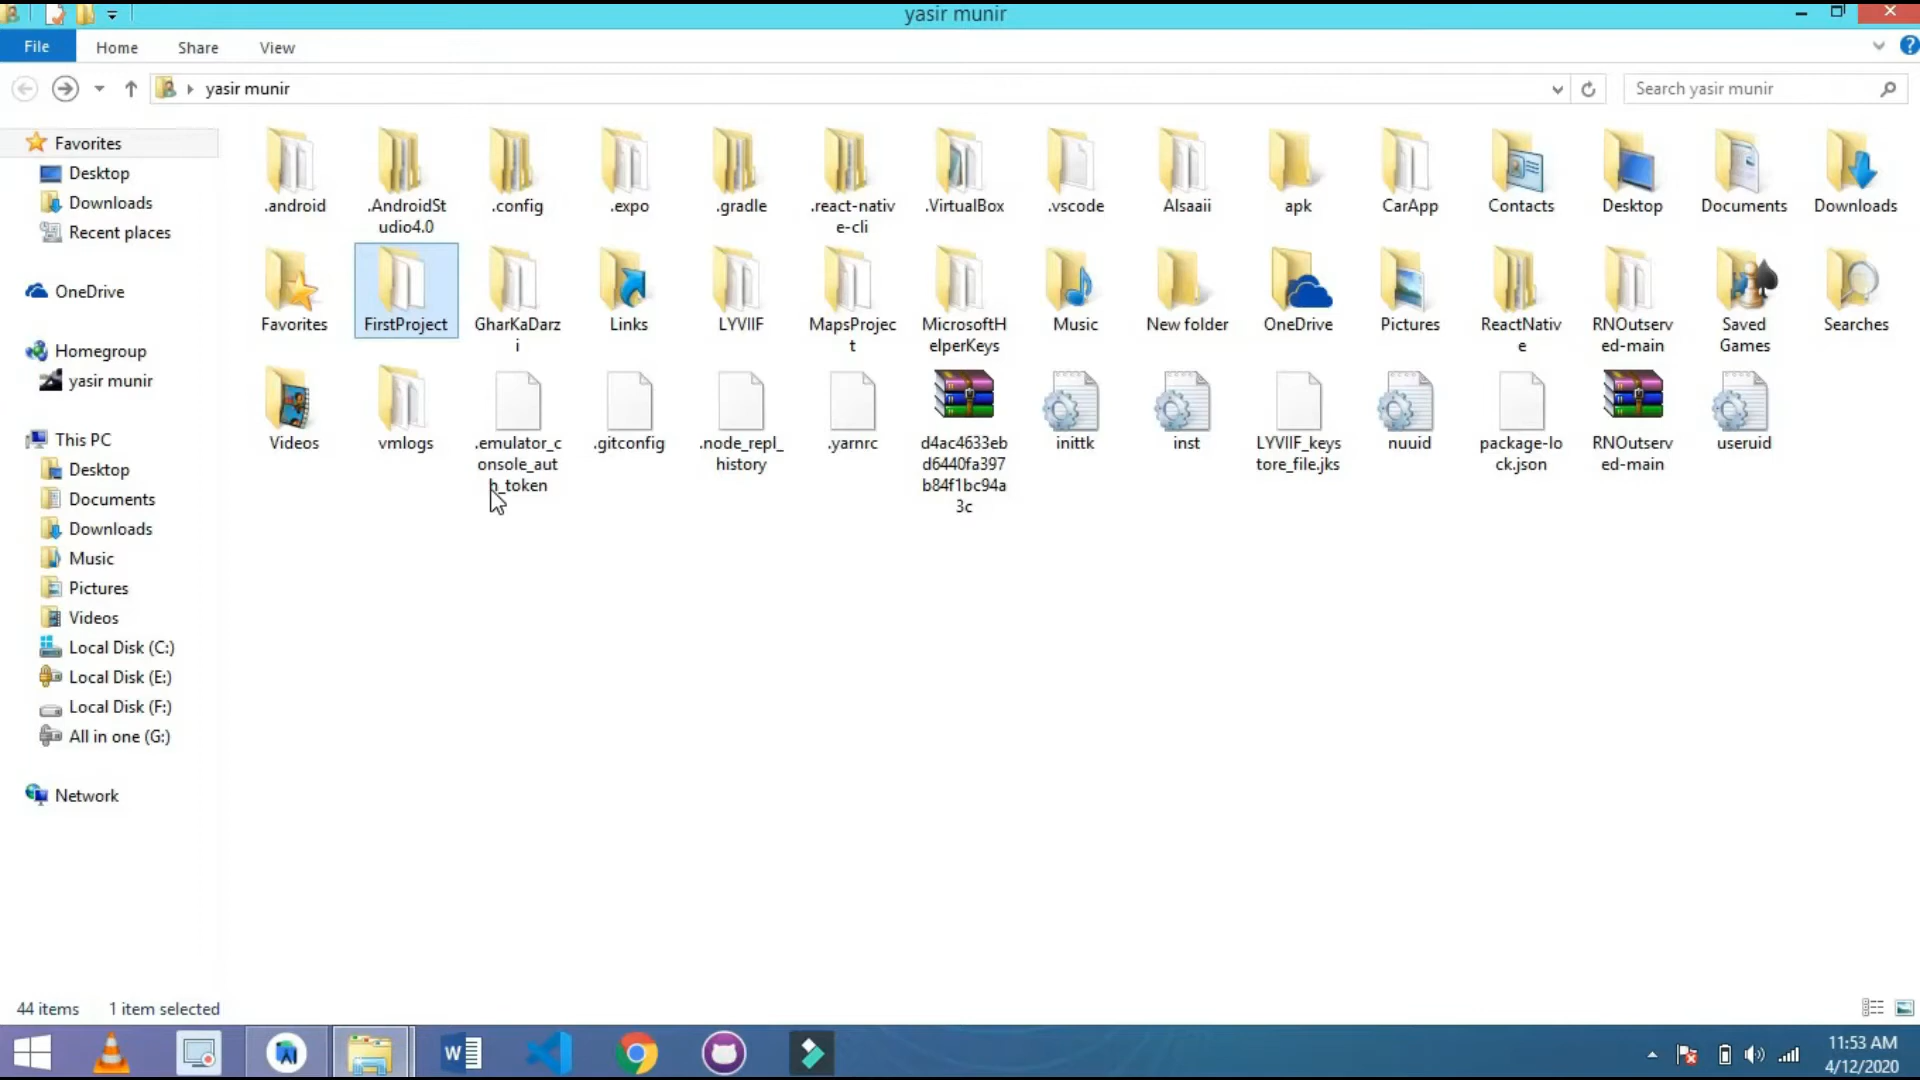 yasir munir
File Home Share View
yasir munir
Search yasir munir
Favorites
Desktop
Downloads
Recent places
OneDrive
Homegroup
yasir munir
This PC
Desktop
Documents
Downloads
Music
Pictures
Videos
Local Disk (C:)
Local Disk (E:)
Local Disk (F:)
All in one (G:)
Network
.android
.AndroidSt
udio4.0
.config
.expo
.gradle
.react-nativ
e-cli
.VirtualBox
.vscode
Alsaaii
apk
CarApp
Contacts
Desktop
Documents
Downloads
Favorites
FirstProject
GharKaDarz
i
Links
LYVIIF
MapsProjec
t
MicrosoftH
elperKeys
Music
New folder
OneDrive
Pictures
ReactNativ
e
RNOutserv
ed-main
Saved
Games
Searches
Videos
vmlogs
.emulator_c
onsole_aut
h_token
.gitconfig
.node_repl_
history
.yarnrc
d4ac4633eb
d6440fa397
b84f1bc94a
3c
inittk
inst
LYVIIF_keys
tore_file.jks
nuuid
package-lo
ck.json
RNOutserv
ed-main
useruid
44 items 1 item selected
11:53 AM
4/12/2020